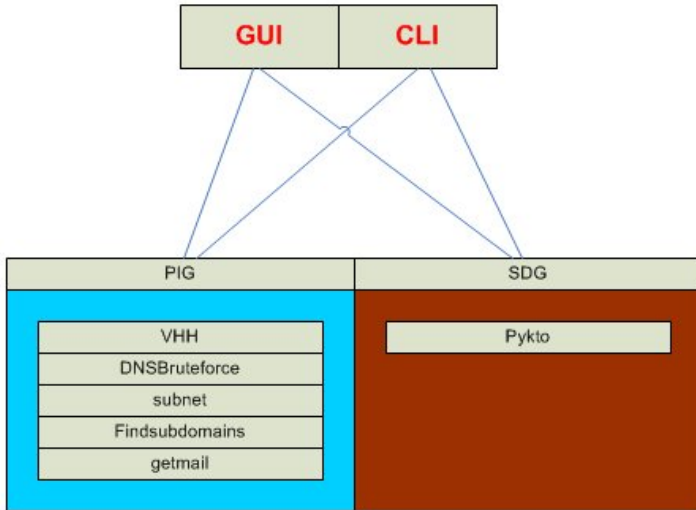 GUI CLI
PIG SDG
VHH Pykto
DNSBruteforce
subnet
Findsubdomains
getmail